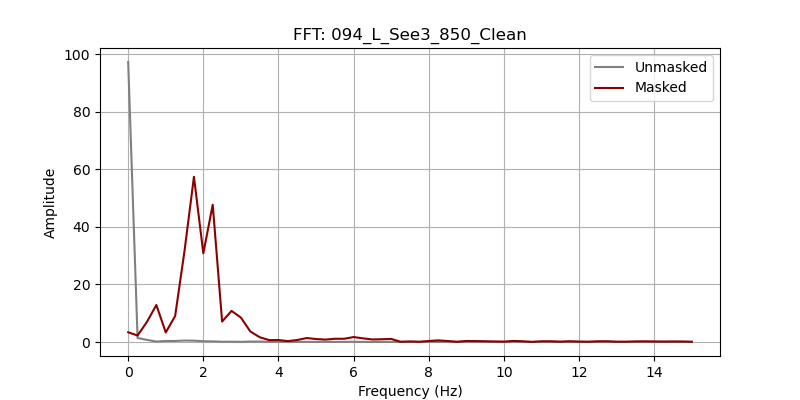 FFT: 094_L_See3_850_Clean
100
80
60
40
20
0
Amplitude
Unmasked
Masked
0 2 4 6 8 10 12 14
Frequency (Hz)